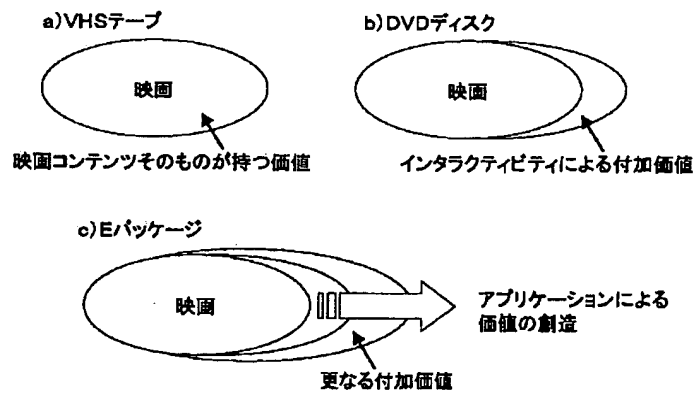 a)VHSテープ
映画
映画コンテンツそのものが持つ価値
b)DVDディスク
映画
インタラクティビティによる付加価値
c)Eパッケージ
映画
アプリケーションによる
価値の創造
更なる付加価値